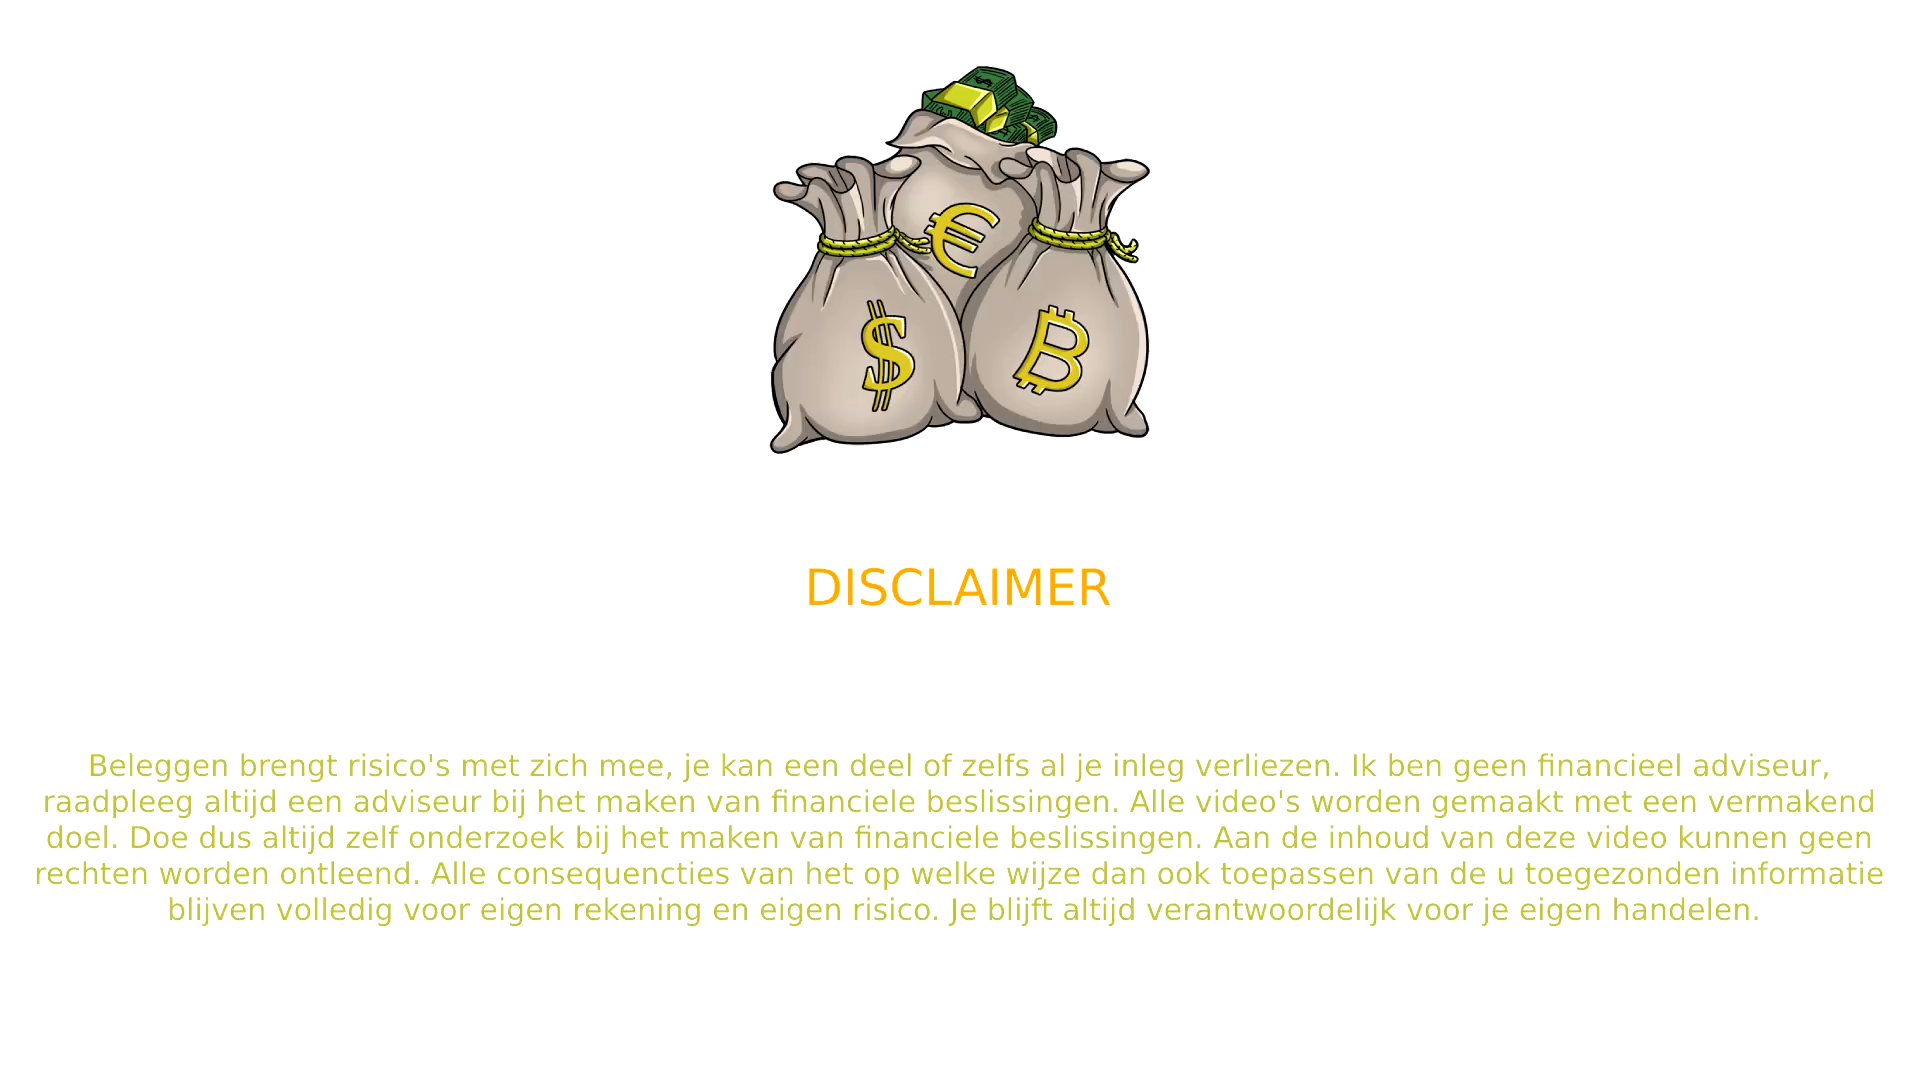 €
$
₿
DISCLAIMER
Beleggen brengt risico's met zich mee, je kan een deel of zelfs al je inleg verliezen. Ik ben geen financieel adviseur,
raadpleeg altijd een adviseur bij het maken van financiele beslissingen. Alle video's worden gemaakt met een vermakend
doel. Doe dus altijd zelf onderzoek bij het maken van financiele beslissingen. Aan de inhoud van deze video kunnen geen
rechten worden ontleend. Alle consequencties van het op welke wijze dan ook toepassen van de u toegezonden informatie
blijven volledig voor eigen rekening en eigen risico. Je blijft altijd verantwoordelijk voor je eigen handelen.